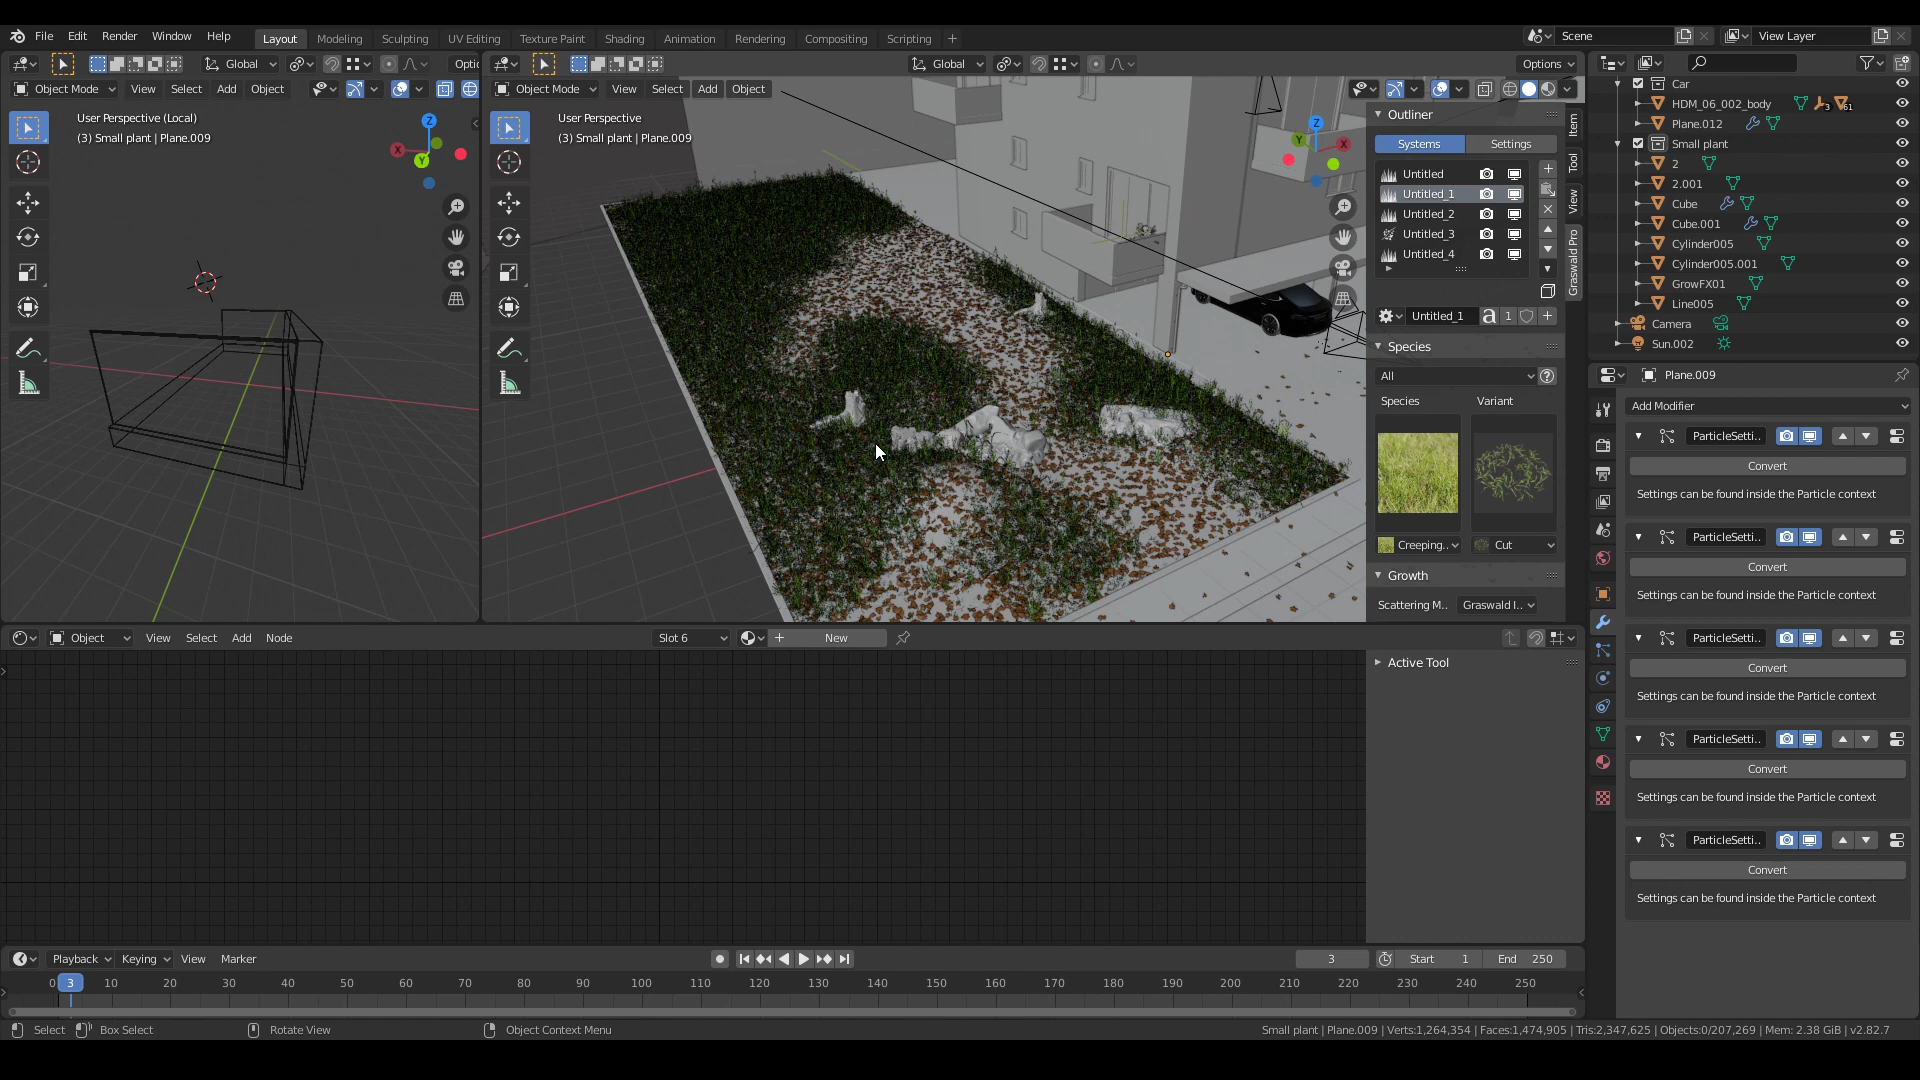 File Edit Render Window Help Layout Modeling Sculpting UV Editing Texture Paint Shading Animation Rendering Compositing Scripting + Scene View Layer
Global Optio
Global Options
Object Mode View Select Add Object
Object Mode View Select Add Object
User Perspective (Local)
(3) Small plant | Plane.009
User Perspective
(3) Small plant | Plane.009
Z
X
Y
Z
Y
X
Outliner
Systems Settings
Untitled
Untitled_1
Untitled_2
Untitled_3
Untitled_4
Untitled_1 a 1
Species
All
Species Variant
Creeping.. Cut
Growth
Scattering M.. Graswald I..
Item
Tool
View
Graswald Pro
Car
HDM_06_002_body 3 61
Plane.012
Small plant
2
2.001
Cube
Cube.001
Cylinder005
Cylinder005.001
GrowFX01
Line005
Camera
Sun.002
Plane.009
Add Modifier
ParticleSetti..
Convert
Settings can be found inside the Particle context
ParticleSetti..
Convert
Settings can be found inside the Particle context
ParticleSetti..
Convert
Settings can be found inside the Particle context
ParticleSetti..
Convert
Settings can be found inside the Particle context
ParticleSetti..
Convert
Settings can be found inside the Particle context
Object View Select Add Node Slot 6 New
Active Tool
Playback Keying View Marker 3 Start 1 End 250
0 3 10 20 30 40 50 60 70 80 90 100 110 120 130 140 150 160 170 180 190 200 210 220 230 240 250
Select Box Select Rotate View Object Context Menu Small plant | Plane.009 | Verts:1,264,354 | Faces:1,474,905 | Tris:2,347,625 | Objects:0/207,269 | Mem: 2.38 GiB | v2.82.7